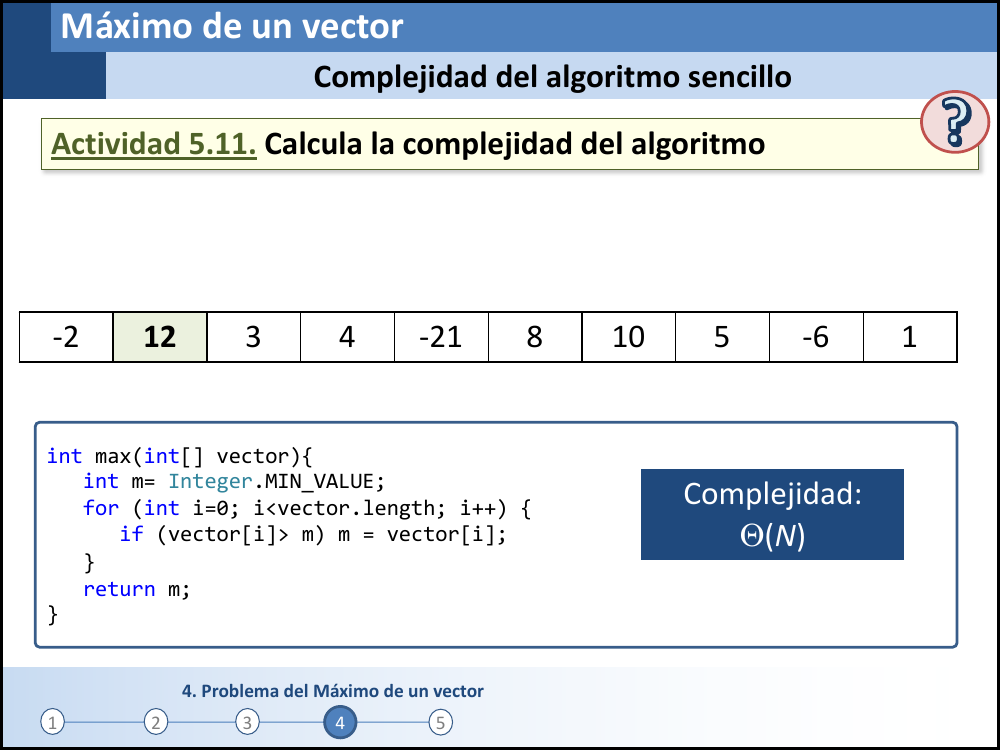 Máximo de un vector
Complejidad del algoritmo sencillo
?
Actividad 5.11. Calcula la complejidad del algoritmo
-2 12 3 4 -21 8 10 5 -6 1
int max(int[] vector){
   int m= Integer.MIN_VALUE;
   for (int i=0; i<vector.length; i++) {
      if (vector[i]> m) m = vector[i];
   }
   return m;
}
Complejidad:
Θ(N)
4. Problema del Máximo de un vector
1 2 3 4 5